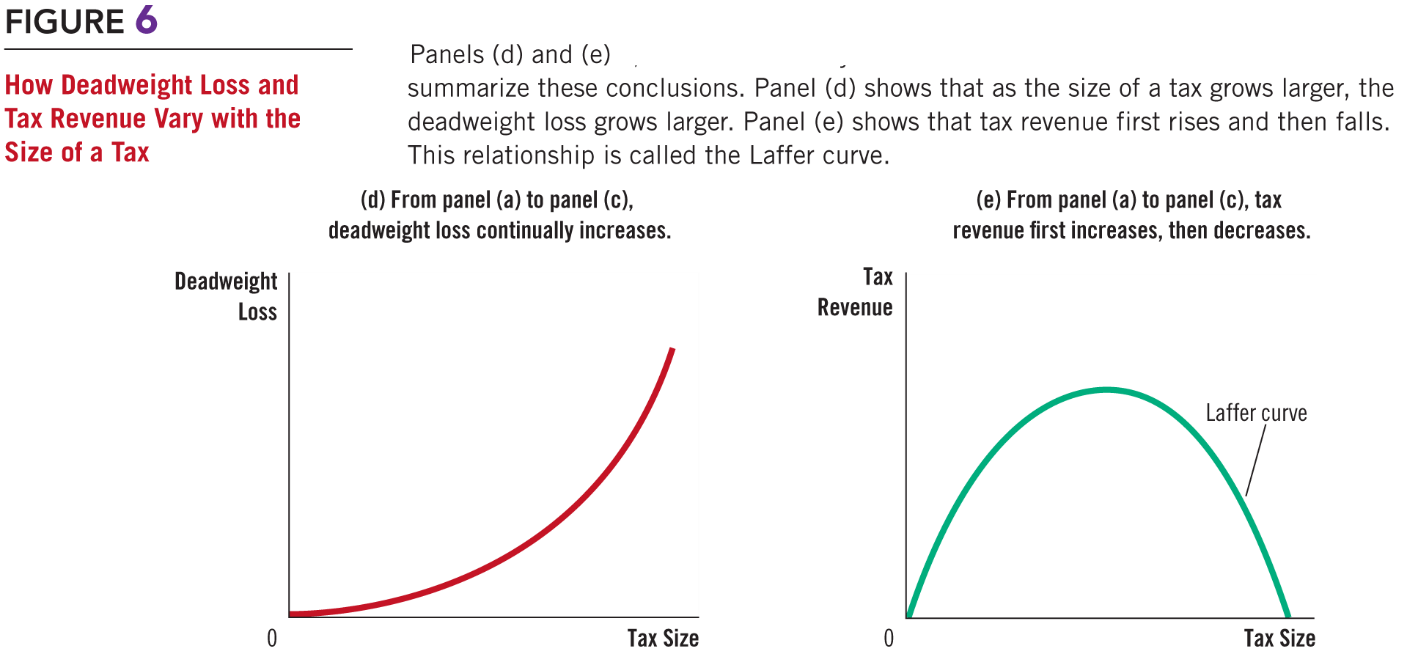 FIGURE 6
How Deadweight Loss and
Tax Revenue Vary with the
Size of a Tax
Panels (d) and (e)
summarize these conclusions. Panel (d) shows that as the size of a tax grows larger, the
deadweight loss grows larger. Panel (e) shows that tax revenue first rises and then falls.
This relationship is called the Laffer curve.
(d) From panel (a) to panel (c),
deadweight loss continually increases.
Deadweight
Loss
0
Tax Size
(e) From panel (a) to panel (c), tax
revenue first increases, then decreases.
Tax
Revenue
Laffer curve
0
Tax Size